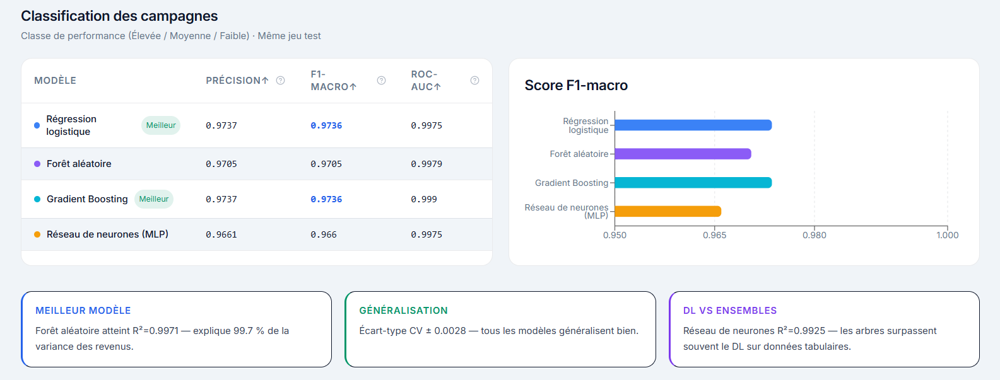 Classification des campagnes
Classe de performance (Élevée / Moyenne / Faible) · Même jeu test
MODÈLE PRÉCISION↑ ? F1-MACRO↑ ? ROC-AUC↑ ?
Régression logistique Meilleur 0.9737 0.9736 0.9975
Forêt aléatoire 0.9705 0.9705 0.9979
Gradient Boosting Meilleur 0.9737 0.9736 0.999
Réseau de neurones (MLP) 0.9661 0.966 0.9975
Score F1-macro
Régression
logistique
Forêt aléatoire
Gradient Boosting
Réseau de neurones
(MLP)
0.950 0.965 0.980 1.000
MEILLEUR MODÈLE
Forêt aléatoire atteint R²=0.9971 — explique 99.7 % de la
variance des revenus.
GÉNÉRALISATION
Écart-type CV ± 0.0028 — tous les modèles généralisent bien.
DL VS ENSEMBLES
Réseau de neurones R²=0.9925 — les arbres surpassent
souvent le DL sur données tabulaires.